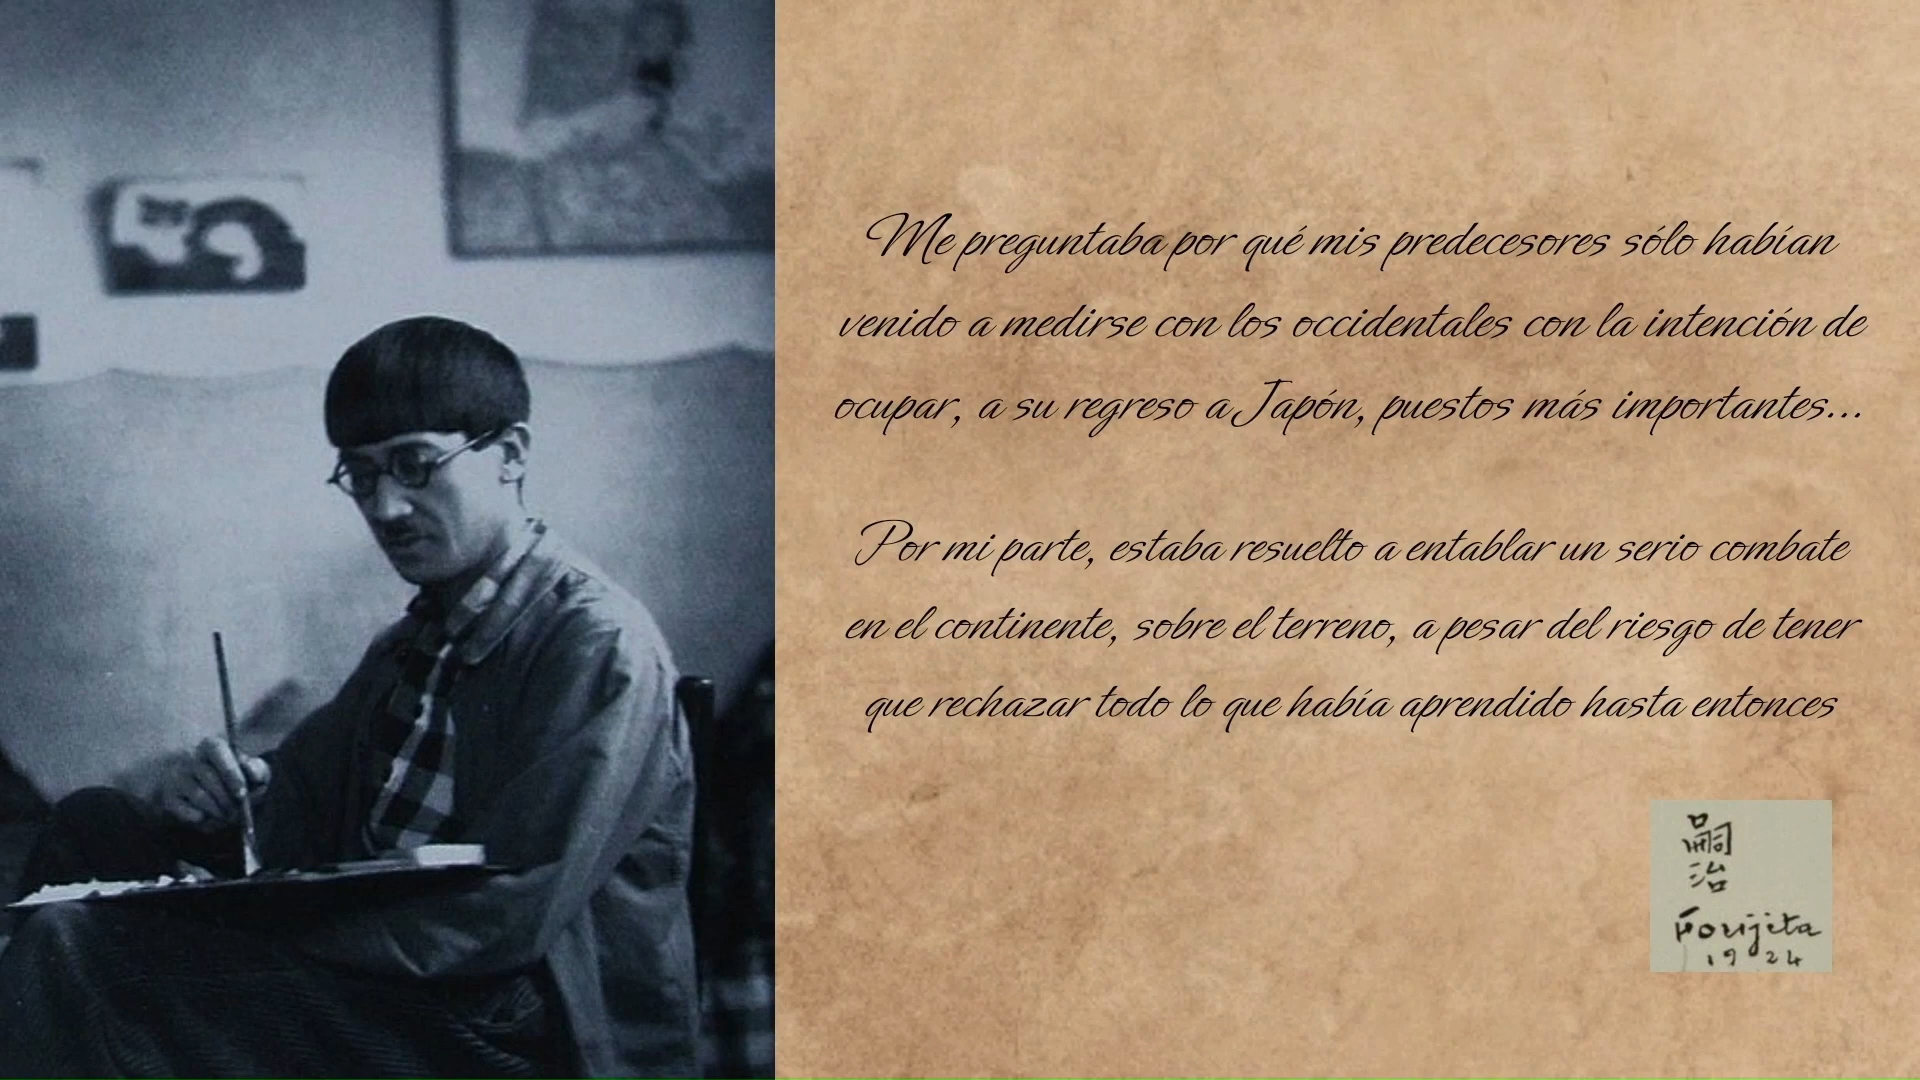 Me preguntaba por qué mis predecesores sólo habían
venido a medirse con los occidentales con la intención de
ocupar, a su regreso a Japón, puestos más importantes...
Por mi parte, estaba resuelto a entablar un serio combate
en el continente, sobre el terreno, a pesar del riesgo de tener
que rechazar todo lo que había aprendido hasta entonces
嗣
治
Foujita
1924